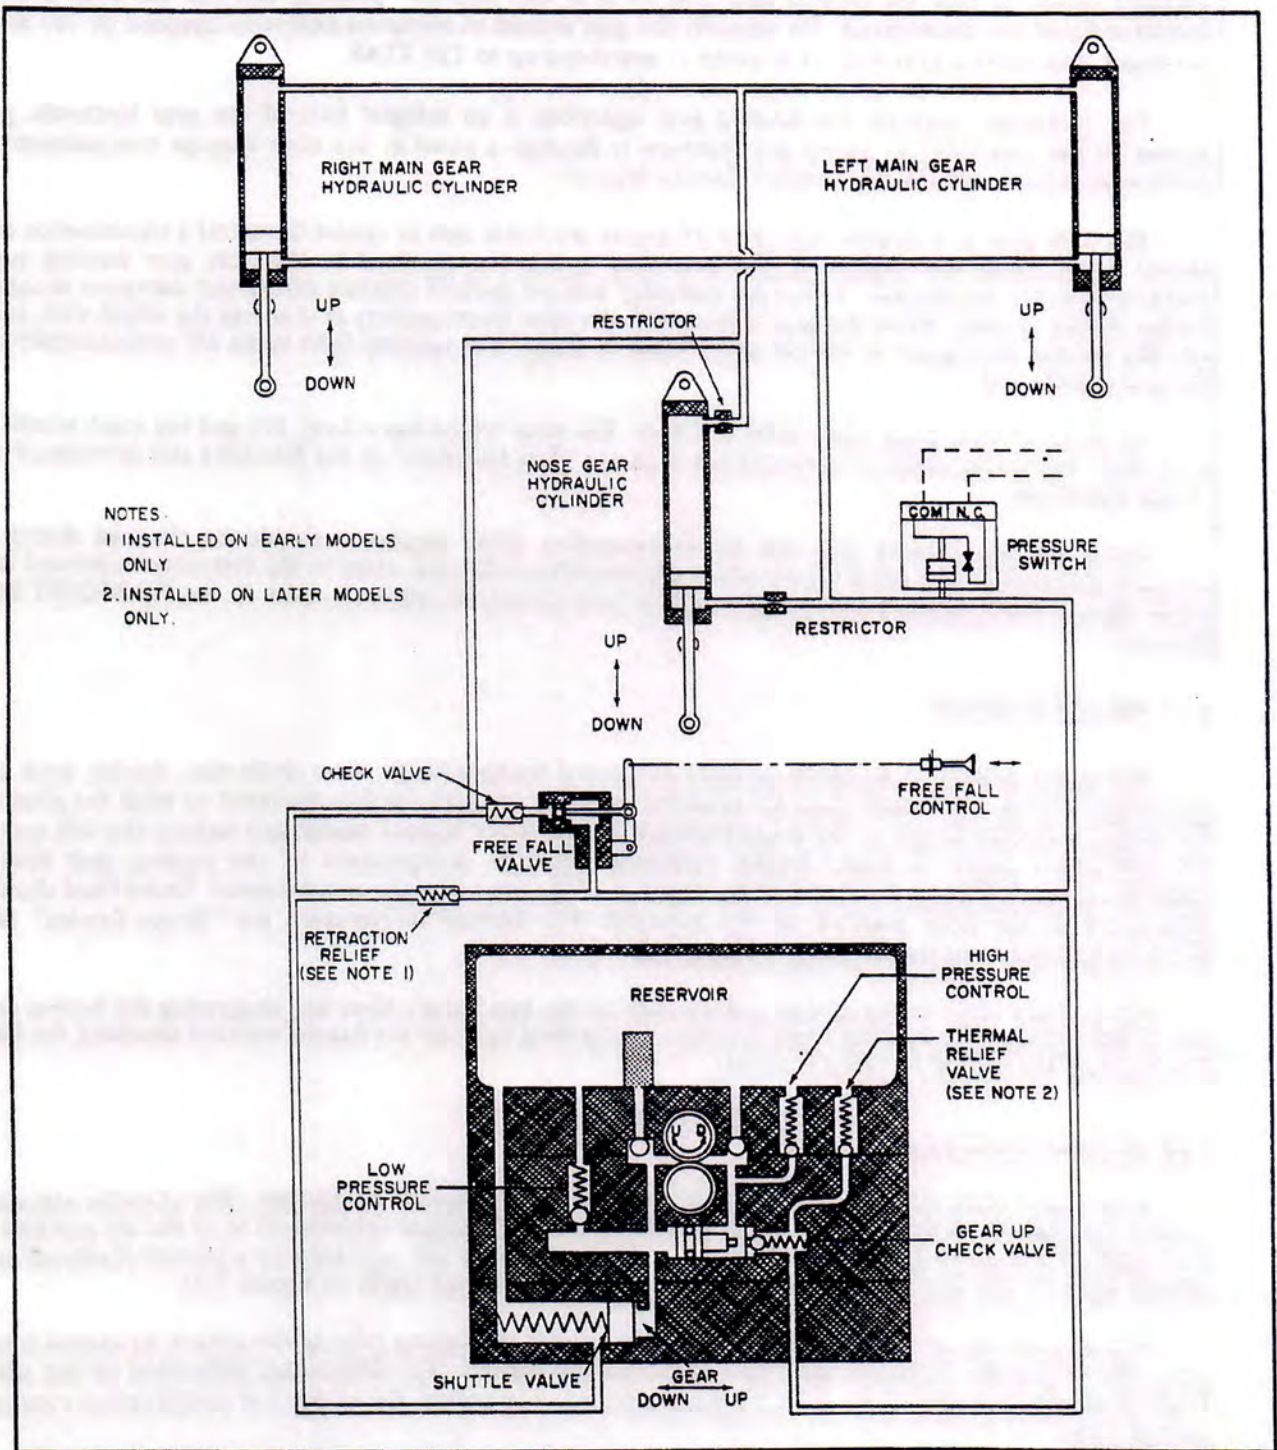 RIGHT MAIN GEAR
HYDRAULIC CYLINDER
LEFT MAIN GEAR
HYDRAULIC CYLINDER
UP
DOWN
RESTRICTOR
UP
DOWN
NOSE GEAR
HYDRAULIC
CYLINDER
NOTES.
1. INSTALLED ON EARLY MODELS
ONLY.
2. INSTALLED ON LATER MODELS
ONLY.
COM N.C.
PRESSURE
SWITCH
RESTRICTOR
UP
DOWN
CHECK VALVE
FREE FALL
CONTROL
FREE FALL
VALVE
RETRACTION
RELIEF
(SEE NOTE 1)
RESERVOIR
HIGH
PRESSURE
CONTROL
THERMAL
RELIEF
VALVE
(SEE NOTE 2)
U D
LOW
PRESSURE
CONTROL
GEAR UP
CHECK VALVE
SHUTTLE VALVE
GEAR
DOWN UP